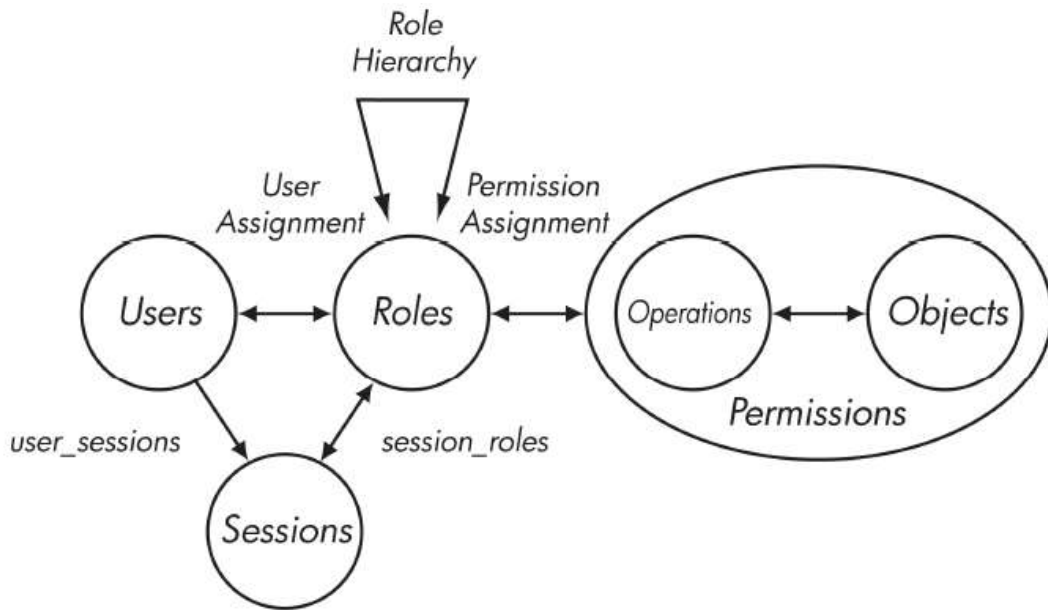 Role
Hierarchy
User
Assignment
Permission
Assignment
Users
Roles
Operations
Objects
Permissions
user_sessions
session_roles
Sessions